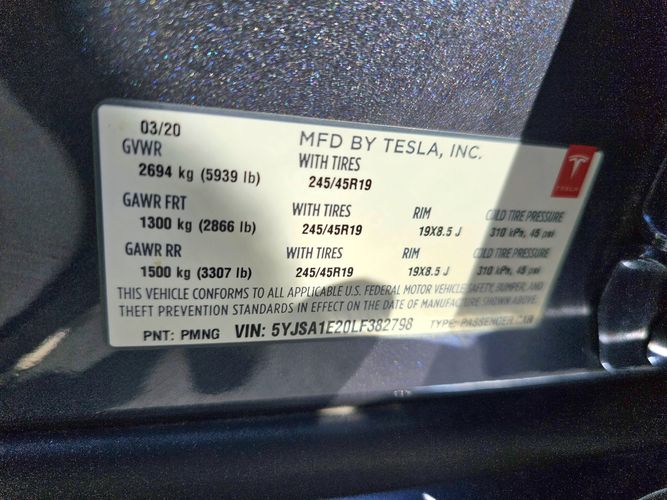 03/20 MFD BY TESLA, INC.
GVWR
2694 kg (5939 lb) WITH TIRES 245/45R19
GAWR FRT WITH TIRES RIM COLD TIRE PRESSURE
1300 kg (2866 lb) 245/45R19 19X8.5 J 310 kPa, 45 psi
GAWR RR WITH TIRES RIM COLD TIRE PRESSURE
1500 kg (3307 lb) 245/45R19 19X8.5 J 310 kPa, 45 psi
THIS VEHICLE CONFORMS TO ALL APPLICABLE U.S. FEDERAL MOTOR VEHICLE SAFETY, BUMPER, AND
THEFT PREVENTION STANDARDS IN EFFECT ON THE DATE OF MANUFACTURE SHOWN ABOVE.
PNT: PMNG VIN: 5YJSA1E20LF382798 TYPE: PASSENGER CAR
TESLA